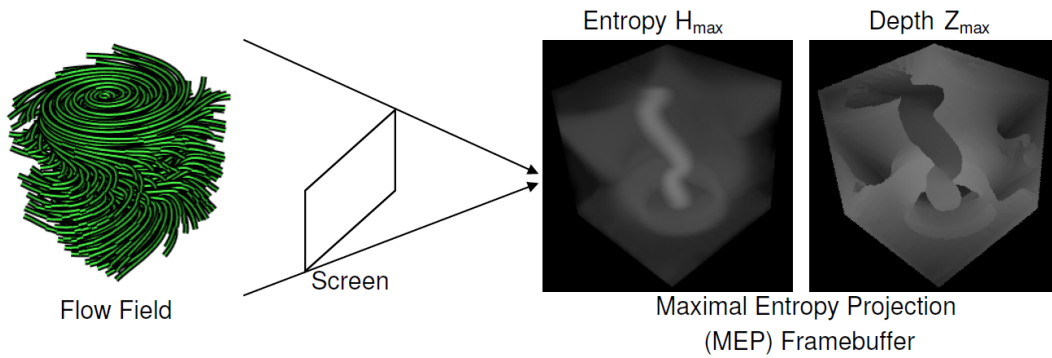 Entropy Hmax
Depth Zmax
Screen
Flow Field
Maximal Entropy Projection
(MEP) Framebuffer